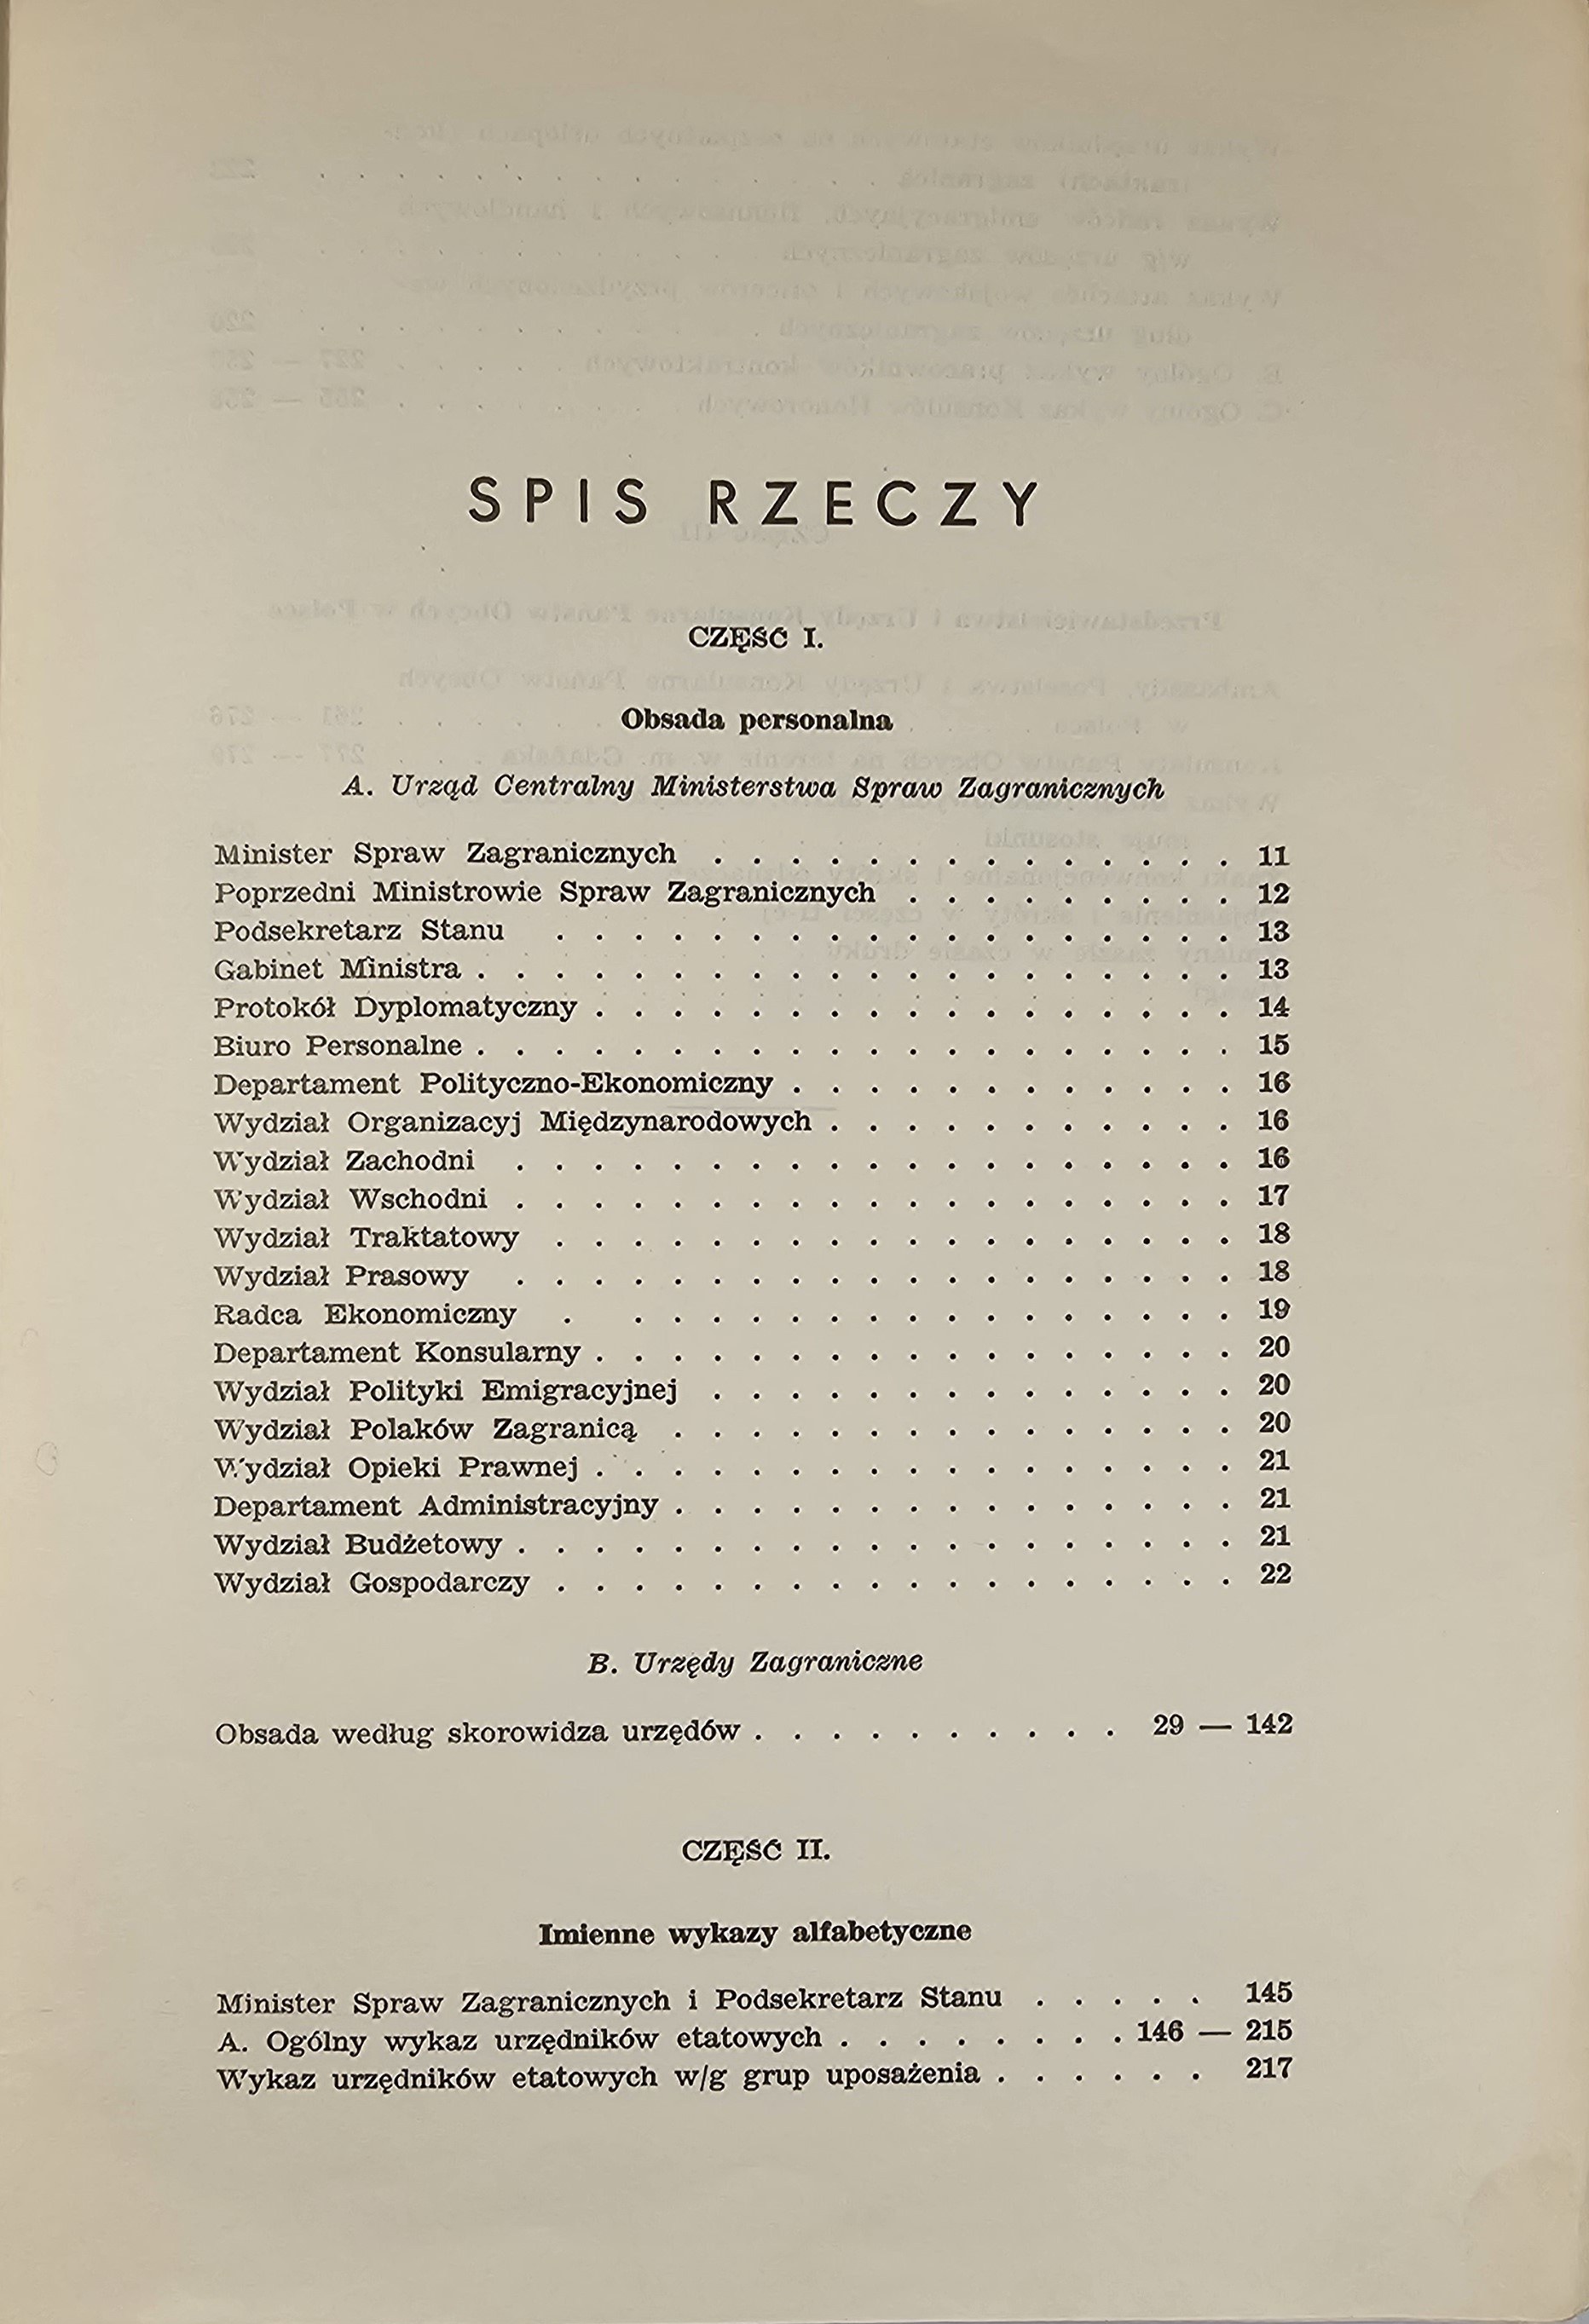 SPIS RZECZY
CZĘŚĆ I.
Obsada personalna
A. Urząd Centralny Ministerstwa Spraw Zagranicznych
Minister Spraw Zagranicznych . . . . . . . . . . . . . . 11
Poprzedni Ministrowie Spraw Zagranicznych . . . . . . . . . 12
Podsekretarz Stanu . . . . . . . . . . . . . . . . . . 13
Gabinet Ministra . . . . . . . . . . . . . . . . . . . . 13
Protokół Dyplomatyczny . . . . . . . . . . . . . . . . . 14
Biuro Personalne . . . . . . . . . . . . . . . . . . . . 15
Departament Polityczno-Ekonomiczny . . . . . . . . . . . . 16
Wydział Organizacyj Międzynarodowych . . . . . . . . . . . 16
Wydział Zachodni . . . . . . . . . . . . . . . . . . . 16
Wydział Wschodni . . . . . . . . . . . . . . . . . . . 17
Wydział Traktatowy . . . . . . . . . . . . . . . . . . 18
Wydział Prasowy . . . . . . . . . . . . . . . . . . . 18
Radca Ekonomiczny . . . . . . . . . . . . . . . . . 19
Departament Konsularny . . . . . . . . . . . . . . . . . 20
Wydział Polityki Emigracyjnej . . . . . . . . . . . . . . 20
Wydział Polaków Zagranicą . . . . . . . . . . . . . . . 20
Wydział Opieki Prawnej . . . . . . . . . . . . . . . . . 21
Departament Administracyjny . . . . . . . . . . . . . . . 21
Wydział Budżetowy . . . . . . . . . . . . . . . . . . . 21
Wydział Gospodarczy . . . . . . . . . . . . . . . . . . 22
B. Urzędy Zagraniczne
Obsada według skorowidza urzędów . . . . . . . . . . 29 — 142
CZĘŚĆ II.
Imienne wykazy alfabetyczne
Minister Spraw Zagranicznych i Podsekretarz Stanu . . . . . 145
A. Ogólny wykaz urzędników etatowych . . . . . . . . 146 — 215
Wykaz urzędników etatowych w/g grup uposażenia . . . . . . 217